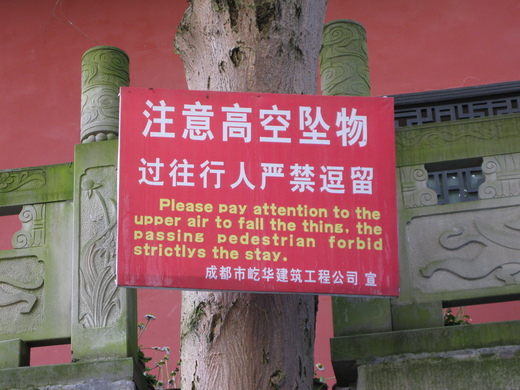 注意高空坠物
过往行人严禁逗留
Please pay attention to the
upper air to fall the thing, the
passing pedestrian forbid
strictlys the stay.
成都市屹华建筑工程公司 宣